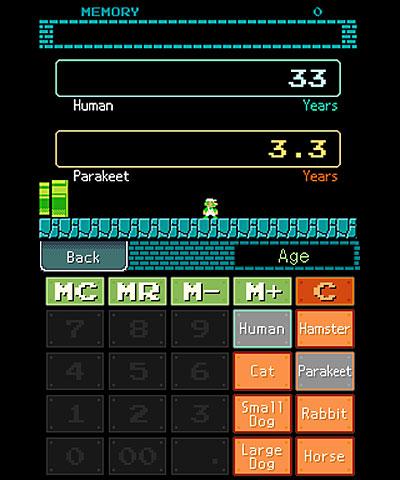 MEMORY 0
33
Human Years
3.3
Parakeet Years
Back Age
MC MR M- M+ C
7 8 9 Human Hamster
4 5 6 Cat Parakeet
1 2 3 Small Dog Rabbit
0 00 . Large Dog Horse